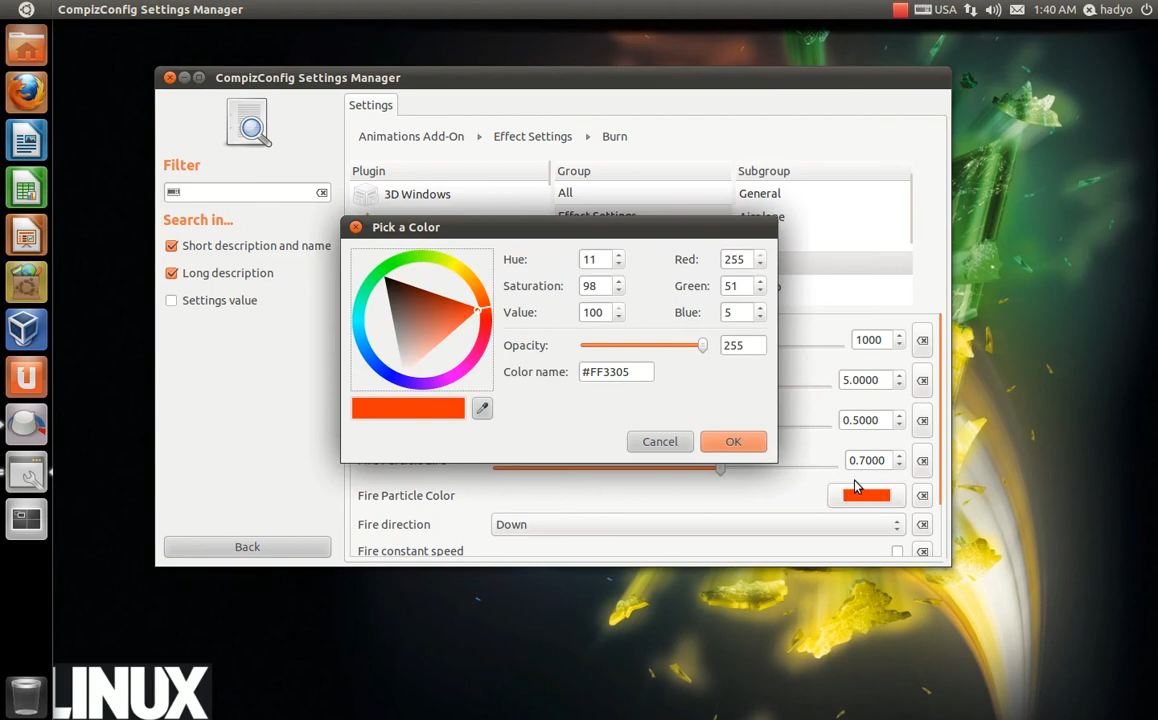 CompizConfig Settings Manager
USA
1:40 AM
hadyo
CompizConfig Settings Manager
Settings
Animations Add-On
Effect Settings
Burn
Filter
Plugin
Group
Subgroup
3D Windows
All
General
Effect Settings
Airplane
Search in...
Short description and name
Long description
Settings value
Pick a Color
Hue: 11
Red: 255
Saturation: 98
Green: 51
Value: 100
Blue: 5
Opacity: 255
Color name: #FF3305
Cancel
OK
1000
5.0000
0.5000
0.7000
Fire Particle Color
Fire direction
Down
Fire constant speed
Back
LINUX